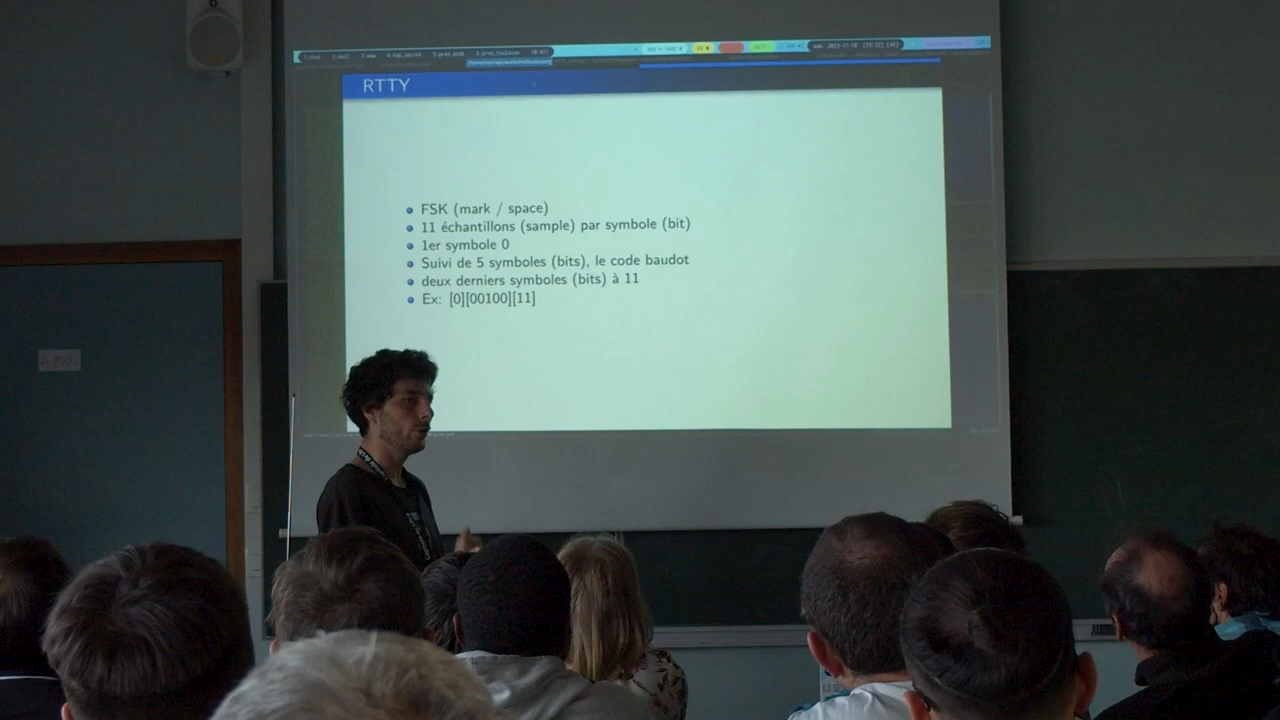 RTTY
FSK (mark / space)
11 échantillons (sample) par symbole (bit)
1er symbole 0
Suivi de 5 symboles (bits), le code baudot
deux derniers symboles (bits) à 11
Ex: [0][00100][11]